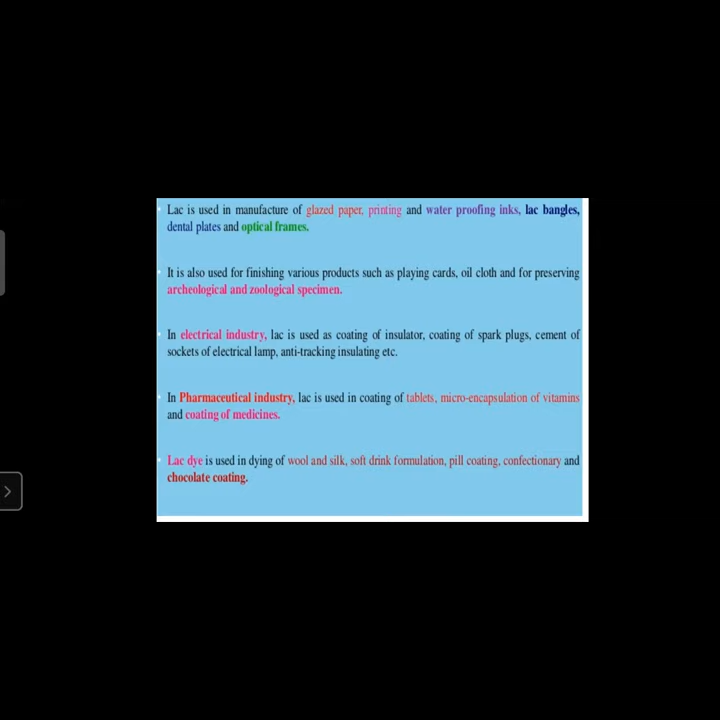 • Lac is used in manufacture of glazed paper, printing and water proofing inks, lac bangles,
dental plates and optical frames.
• It is also used for finishing various products such as playing cards, oil cloth and for preserving
archeological and zoological specimen.
• In electrical industry, lac is used as coating of insulator, coating of spark plugs, cement of
sockets of electrical lamp, anti-tracking insulating etc.
• In Pharmaceutical industry, lac is used in coating of tablets, micro-encapsulation of vitamins
and coating of medicines.
• Lac dye is used in dying of wool and silk, soft drink formulation, pill coating, confectionary and
chocolate coating.